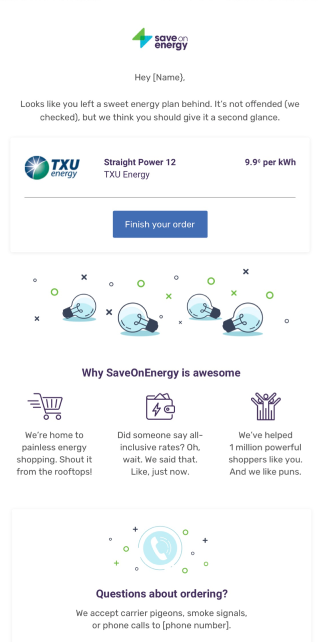 save on
energy
Hey [Name],
Looks like you left a sweet energy plan behind. It's not offended (we
checked), but we think you should give it a second glance.
TXU
energy
Straight Power 12
TXU Energy
9.9¢ per kWh
Finish your order
Why SaveOnEnergy is awesome
We're home to
painless energy
shopping. Shout it
from the rooftops!
Did someone say all-
inclusive rates? Oh,
wait. We said that.
Like, just now.
We've helped
1 million powerful
shoppers like you.
And we like puns.
Questions about ordering?
We accept carrier pigeons, smoke signals,
or phone calls to [phone number].